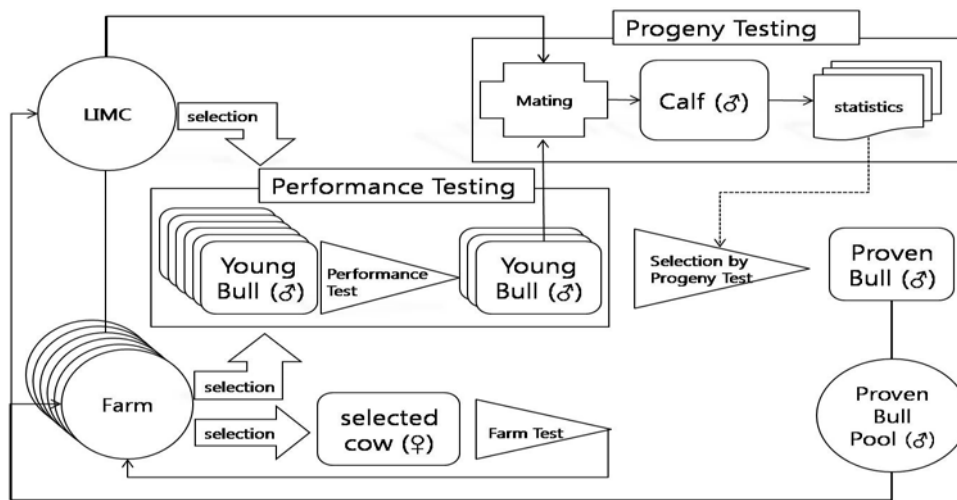 Progeny Testing
LIMC
selection
Mating
Calf (♂)
statistics
Performance Testing
Young
Bull (♂)
Performance
Test
Young
Bull (♂)
Selection by
Progeny Test
Proven
Bull (♂)
selection
Farm
selection
selected
cow (♀)
Farm Test
Proven
Bull
Pool (♂)